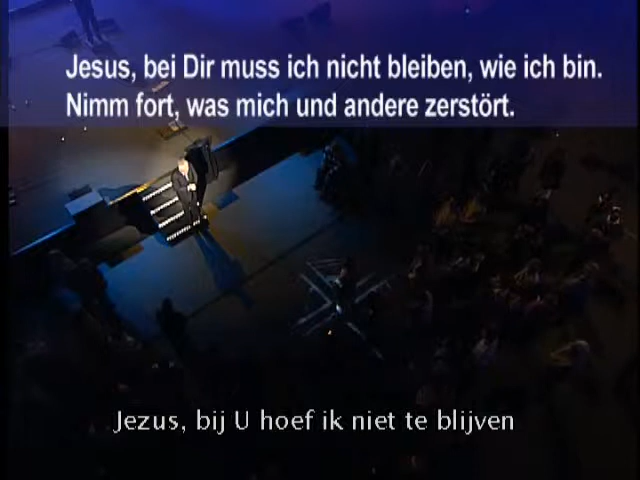 Jesus, bei Dir muss ich nicht bleiben, wie ich bin.
Nimm fort, was mich und andere zerstört.
Jezus, bij U hoef ik niet te blijven